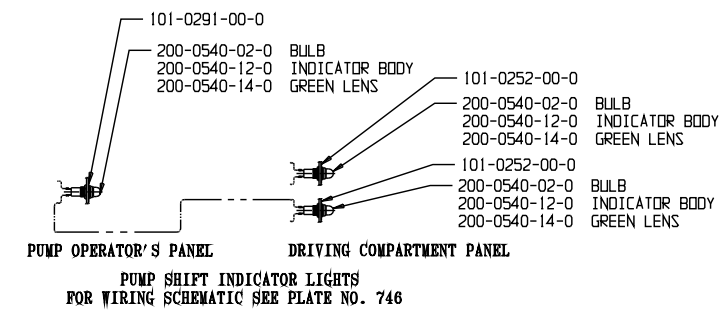 101-0291-00-0
200-0540-02-0 BULB
200-0540-12-0 INDICATOR BODY
200-0540-14-0 GREEN LENS
101-0252-00-0
200-0540-02-0 BULB
200-0540-12-0 INDICATOR BODY
200-0540-14-0 GREEN LENS
101-0252-00-0
200-0540-02-0 BULB
200-0540-12-0 INDICATOR BODY
200-0540-14-0 GREEN LENS
PUMP OPERATOR'S PANEL
DRIVING COMPARTMENT PANEL
PUMP SHIFT INDICATOR LIGHTS
FOR WIRING SCHEMATIC SEE PLATE NO. 746